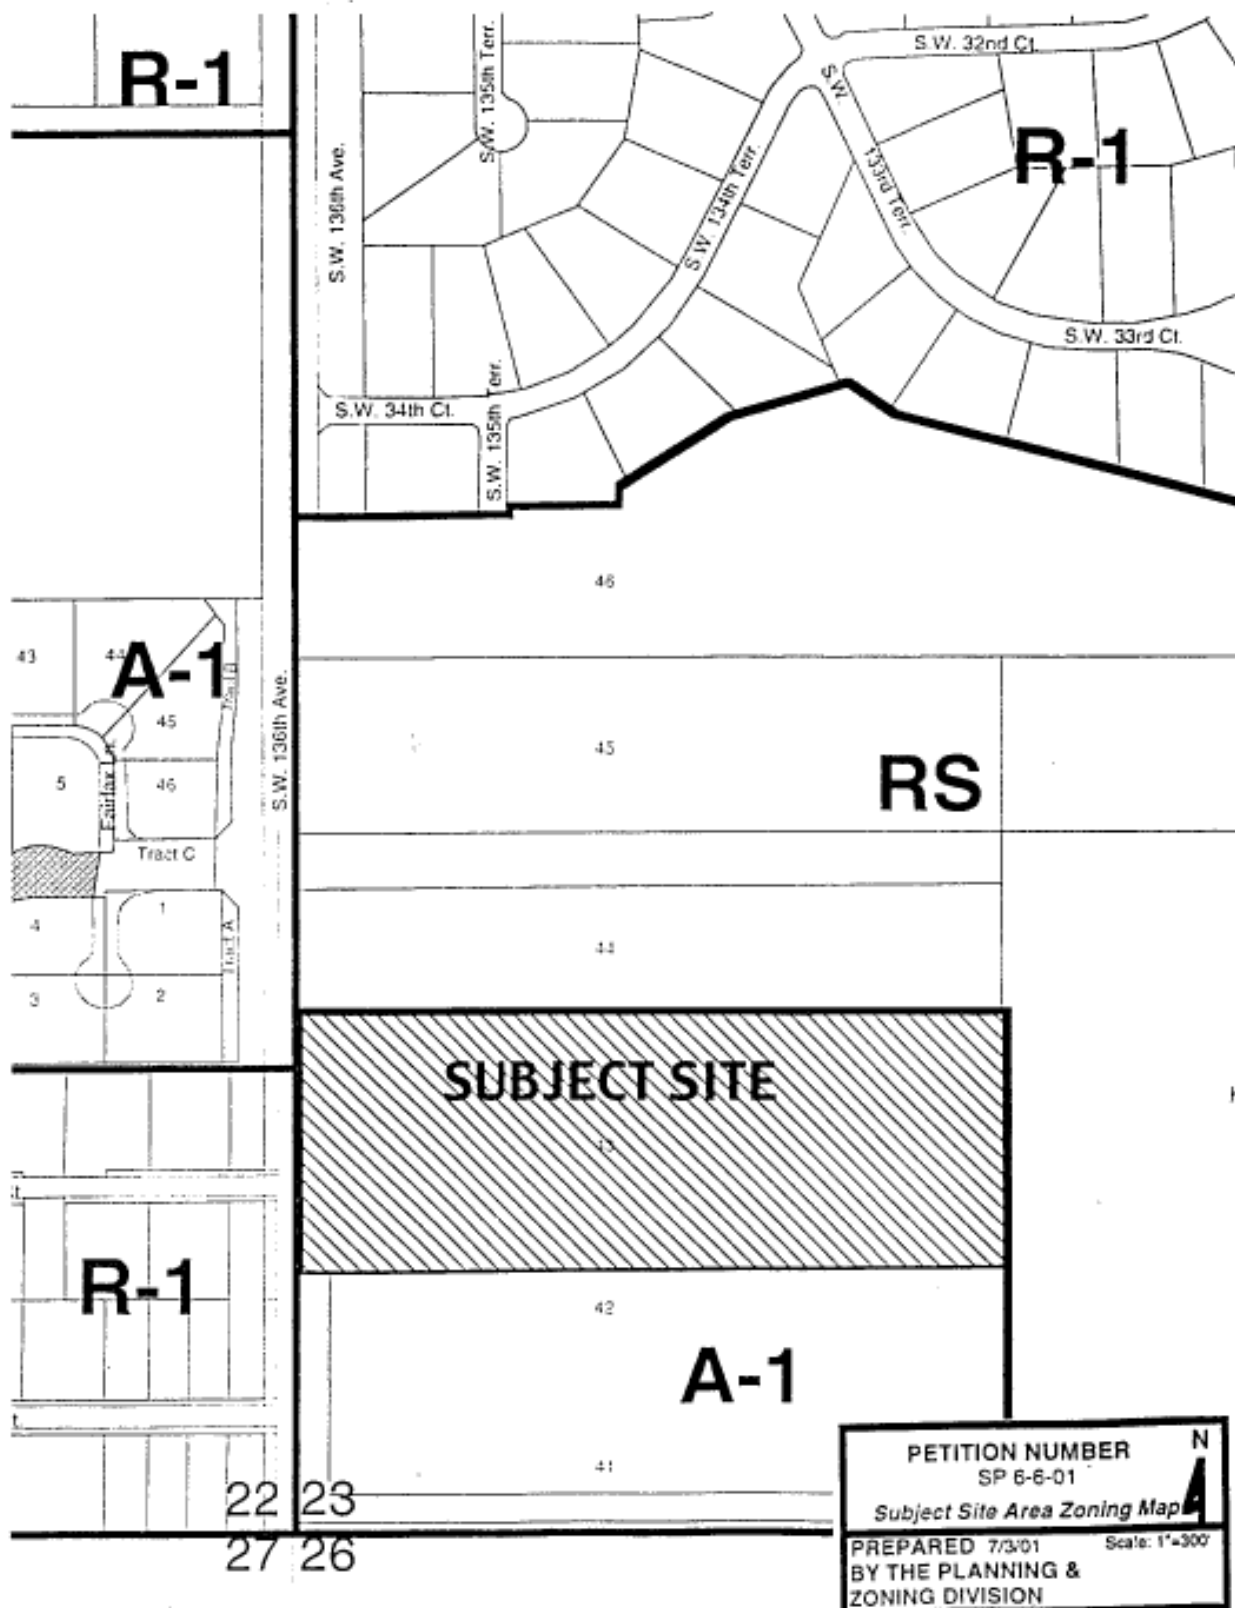 R-1
S.W. 135th Terr.
S.W. 32nd Ct.
S.W.
133rd Terr.
R-1
S.W. 136th Ave.
S.W. 134th Terr.
S.W. 33rd Ct.
S.W. 34th Ct.
S.W. 135th Terr.
46
43
44
A-1
45
S.W. 136th Ave.
45
RS
5
46
Fairfax
Tract C
1
4
Tract A
44
3
2
SUBJECT SITE
43
R-1
42
A-1
41
22
23
27
26
PETITION NUMBER
N
SP 6-6-01
Subject Site Area Zoning Map
PREPARED 7/3/01
Scale: 1"=300'
BY THE PLANNING &
ZONING DIVISION